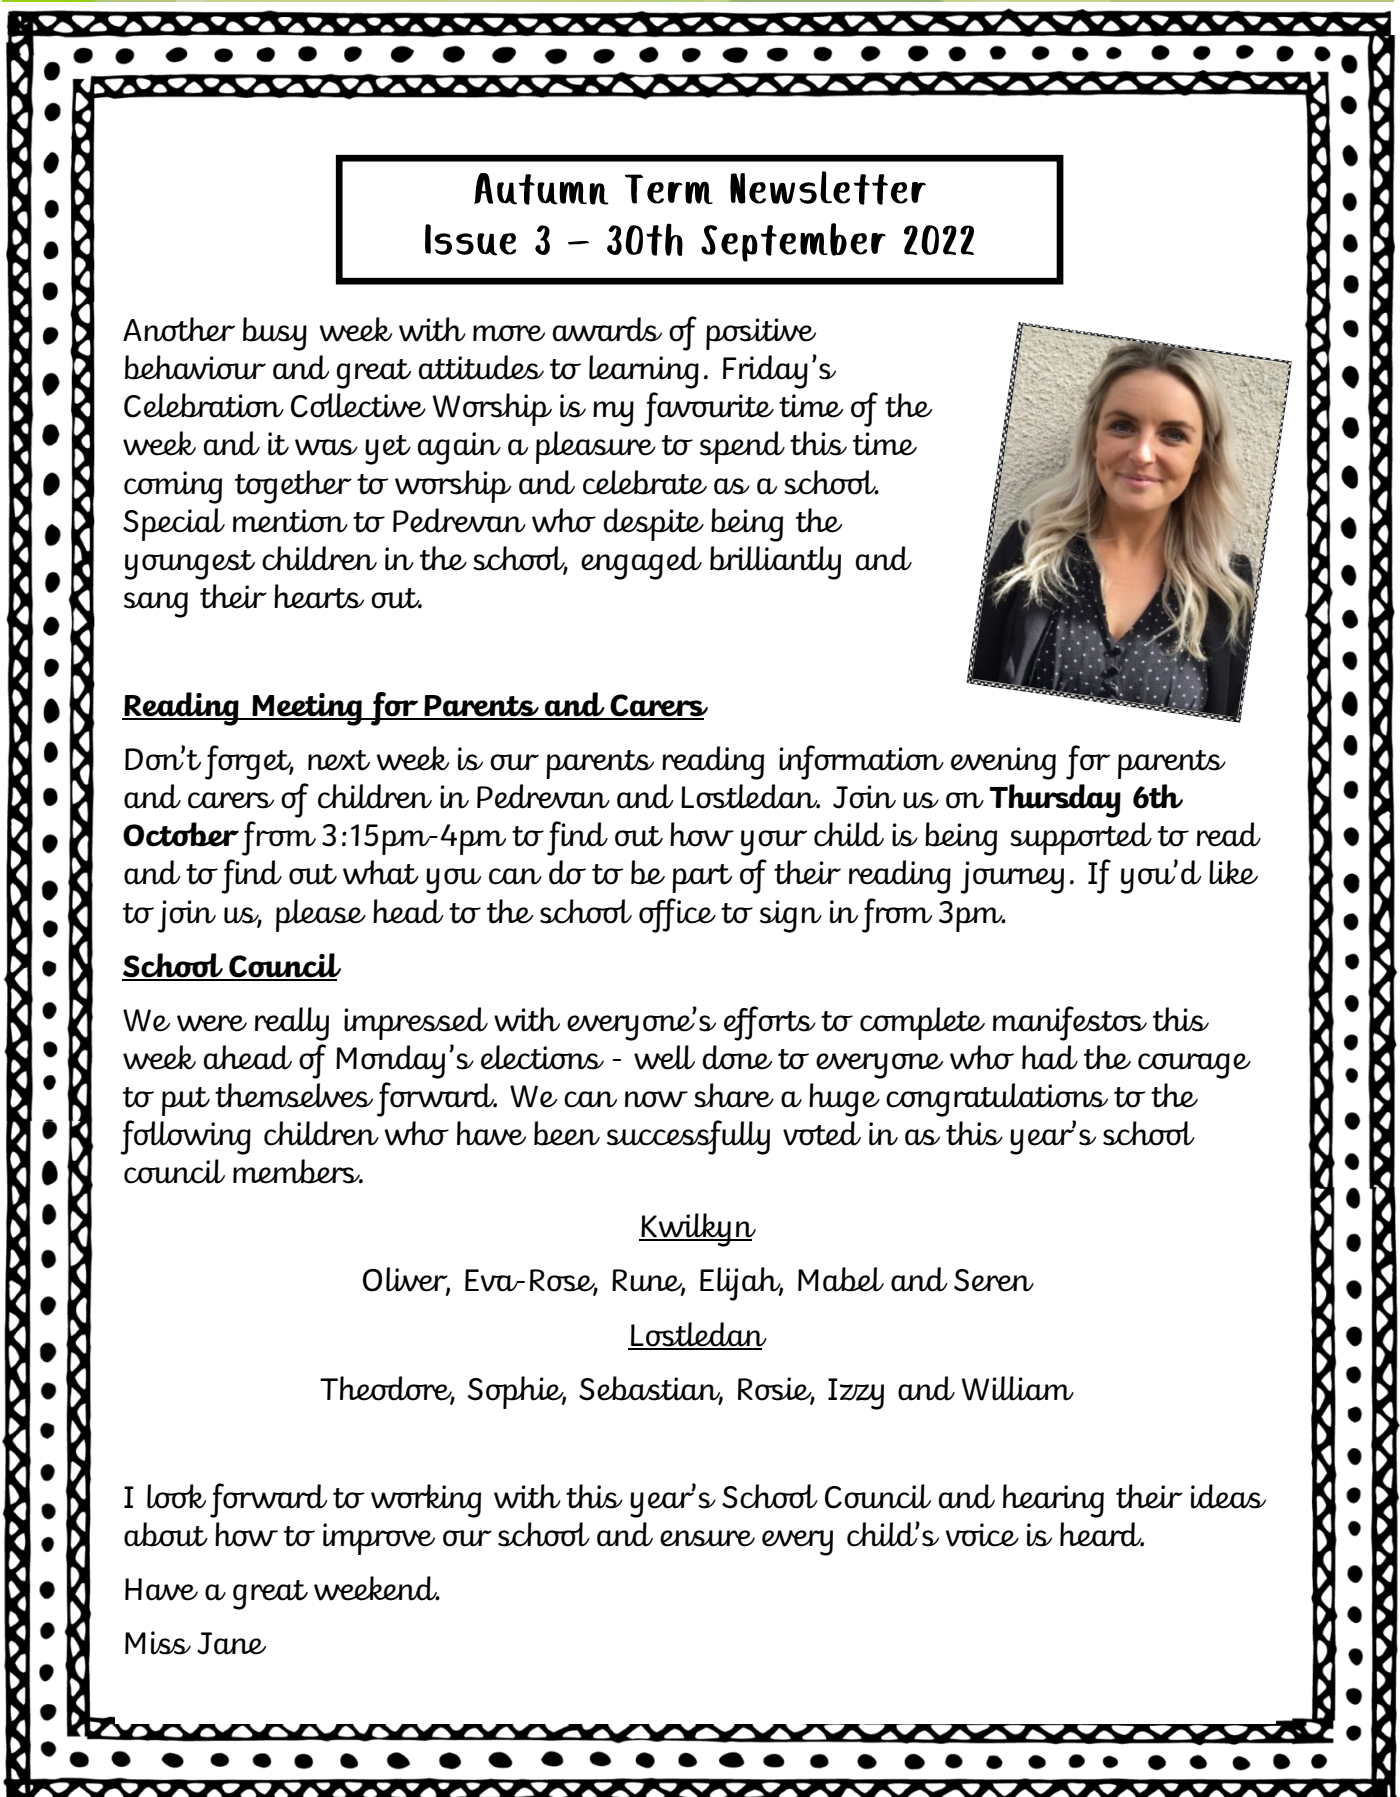 Autumn Term Newsletter
Issue 3 – 30th September 2022
Another busy week with more awards of positive
behaviour and great attitudes to learning. Friday's
Celebration Collective Worship is my favourite time of the
week and it was yet again a pleasure to spend this time
coming together to worship and celebrate as a school.
Special mention to Pedrevan who despite being the
youngest children in the school, engaged brilliantly and
sang their hearts out.
Reading Meeting for Parents and Carers
Don't forget, next week is our parents reading information evening for parents
and carers of children in Pedrevan and Lostledan. Join us on Thursday 6th
October from 3:15pm-4pm to find out how your child is being supported to read
and to find out what you can do to be part of their reading journey. If you'd like
to join us, please head to the school office to sign in from 3pm.
School Council
We were really impressed with everyone's efforts to complete manifestos this
week ahead of Monday's elections - well done to everyone who had the courage
to put themselves forward. We can now share a huge congratulations to the
following children who have been successfully voted in as this year's school
council members.
Kwilkyn
Oliver, Eva-Rose, Rune, Elijah, Mabel and Seren
Lostledan
Theodore, Sophie, Sebastian, Rosie, Izzy and William
I look forward to working with this year's School Council and hearing their ideas
about how to improve our school and ensure every child's voice is heard.
Have a great weekend.
Miss Jane